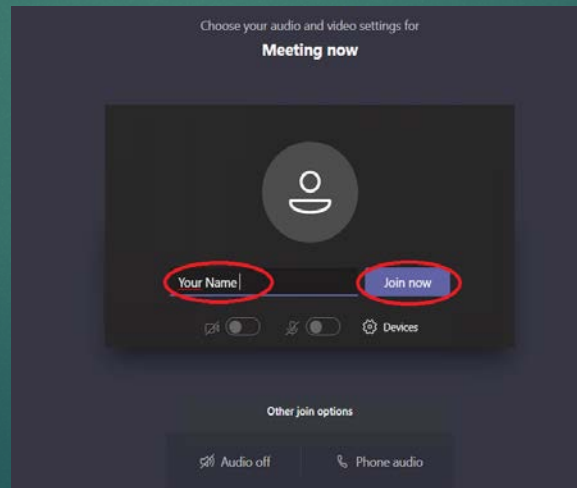 Choose your audio and video settings for
Meeting now
Your Name
Join now
Devices
Other join options
Audio off
Phone audio